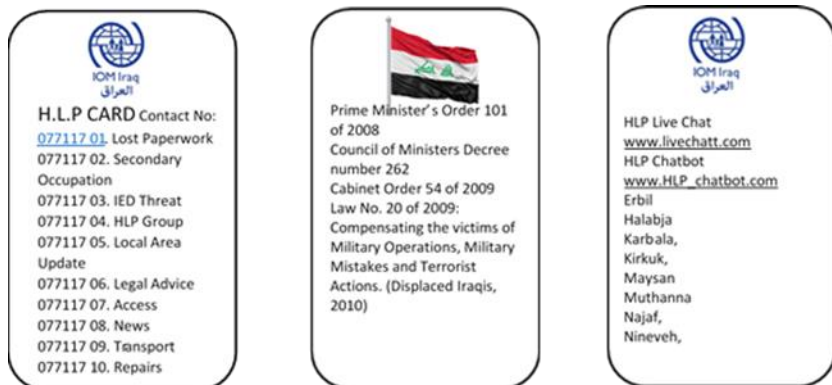 IOM Iraq
العراق
H.L.P CARD Contact No:
077117 01. Lost Paperwork
077117 02. Secondary
Occupation
077117 03. IED Threat
077117 04. HLP Group
077117 05. Local Area
Update
077117 06. Legal Advice
077117 07. Access
077117 08. News
077117 09. Transport
077117 10. Repairs
Prime Minister's Order 101
of 2008
Council of Ministers Decree
number 262
Cabinet Order 54 of 2009
Law No. 20 of 2009:
Compensating the victims of
Military Operations, Military
Mistakes and Terrorist
Actions. (Displaced Iraqis,
2010)
IOM Iraq
العراق
HLP Live Chat
www.livechatt.com
HLP Chatbot
www.HLP_chatbot.com
Erbil
Halabja
Karbala,
Kirkuk,
Maysan
Muthanna
Najaf,
Nineveh,